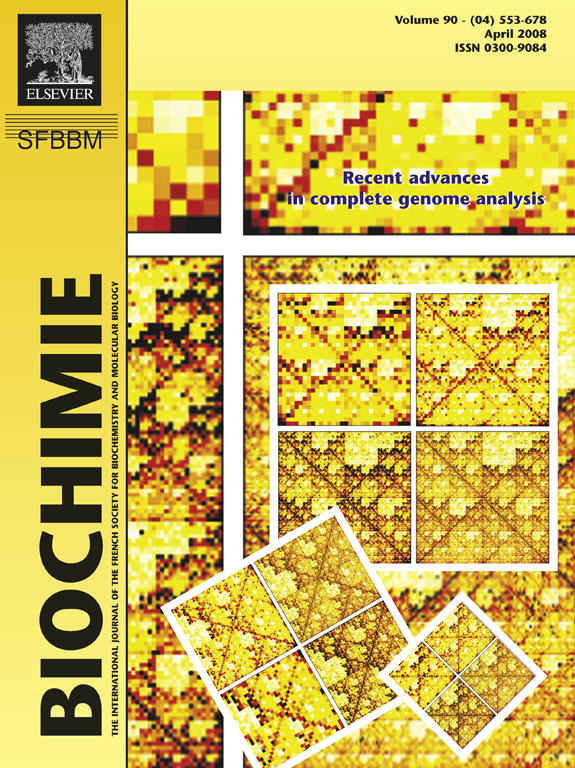 Volume 90 - (04) 553-678
April 2008
ISSN 0300-9084
ELSEVIER
SFBBM
Recent advances
in complete genome analysis
BIOCHIMIE
THE INTERNATIONAL JOURNAL OF THE FRENCH SOCIETY FOR BIOCHEMISTRY AND MOLECULAR BIOLOGY